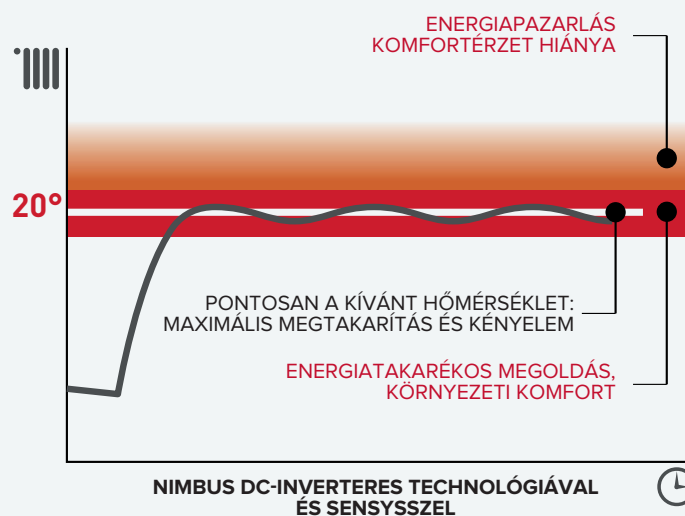 ENERGIAPAZARLÁS
KOMFORTÉRZET HIÁNYA
20°
PONTOSAN A KÍVÁNT HŐMÉRSÉKLET:
MAXIMÁLIS MEGTAKARÍTÁS ÉS KÉNYELEM
ENERGIATAKARÉKOS MEGOLDÁS,
KÖRNYEZETI KOMFORT
NIMBUS DC-INVERTERES TECHNOLÓGIÁVAL
ÉS SENSYSSZEL